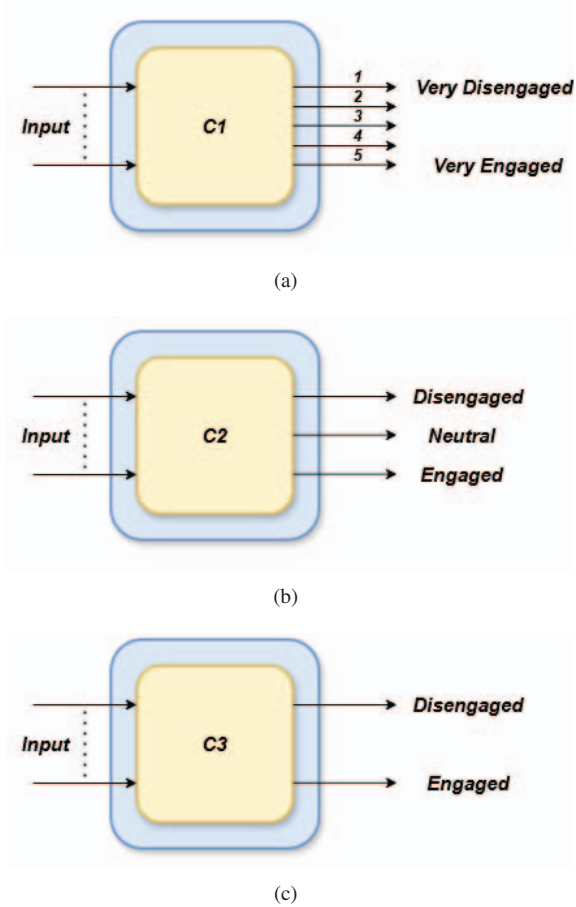 1
Very Disengaged
2
Input
C1
3
4
5
Very Engaged
(a)
Disengaged
Input
C2
Neutral
Engaged
(b)
Disengaged
Input
C3
Engaged
(c)